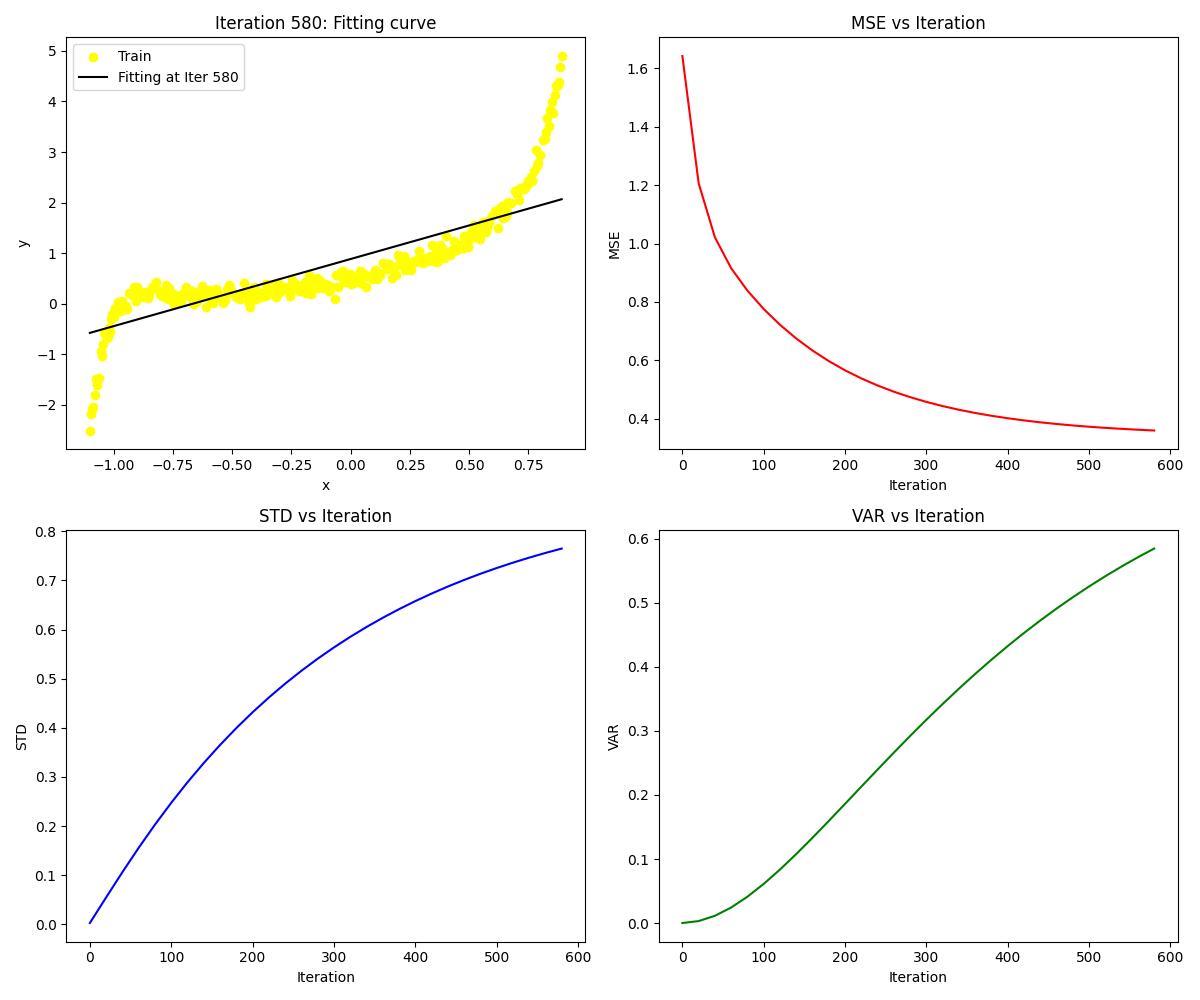 Iteration 580: Fitting curve
Train
Fitting at Iter 580
5
4
3
2
1
0
−1
−2
y
−1.00 −0.75 −0.50 −0.25 0.00 0.25 0.50 0.75
x
MSE vs Iteration
1.6
1.4
1.2
1.0
0.8
0.6
0.4
MSE
0 100 200 300 400 500 600
Iteration
STD vs Iteration
0.8
0.7
0.6
0.5
0.4
0.3
0.2
0.1
0.0
STD
0 100 200 300 400 500 600
Iteration
VAR vs Iteration
0.6
0.5
0.4
0.3
0.2
0.1
0.0
VAR
0 100 200 300 400 500 600
Iteration